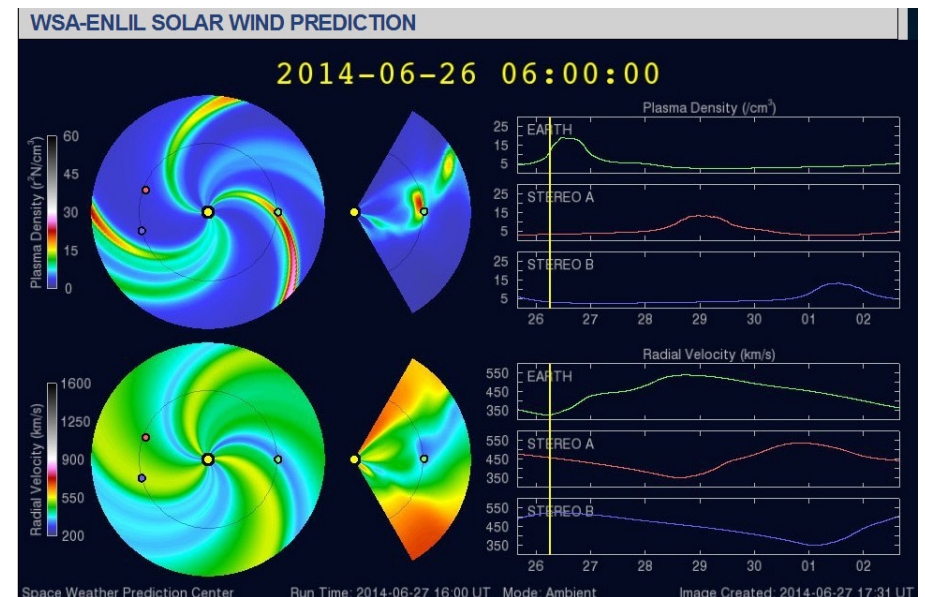 WSA-ENLIL SOLAR WIND PREDICTION
2014-06-26 06:00:00
Plasma Density (r²N/cm³)
60
45
30
15
0
Plasma Density (/cm³)
25
15
5
EARTH
25
15
5
STEREO A
25
15
5
STEREO B
26 27 28 29 30 01 02
Radial Velocity (km/s)
1600
1250
900
550
200
Radial Velocity (km/s)
550
450
350
EARTH
550
450
350
STEREO A
550
450
350
STEREO B
26 27 28 29 30 01 02
Space Weather Prediction Center Run Time: 2014-06-27 16:00 UT Mode: Ambient Image Created: 2014-06-27 17:31 UT